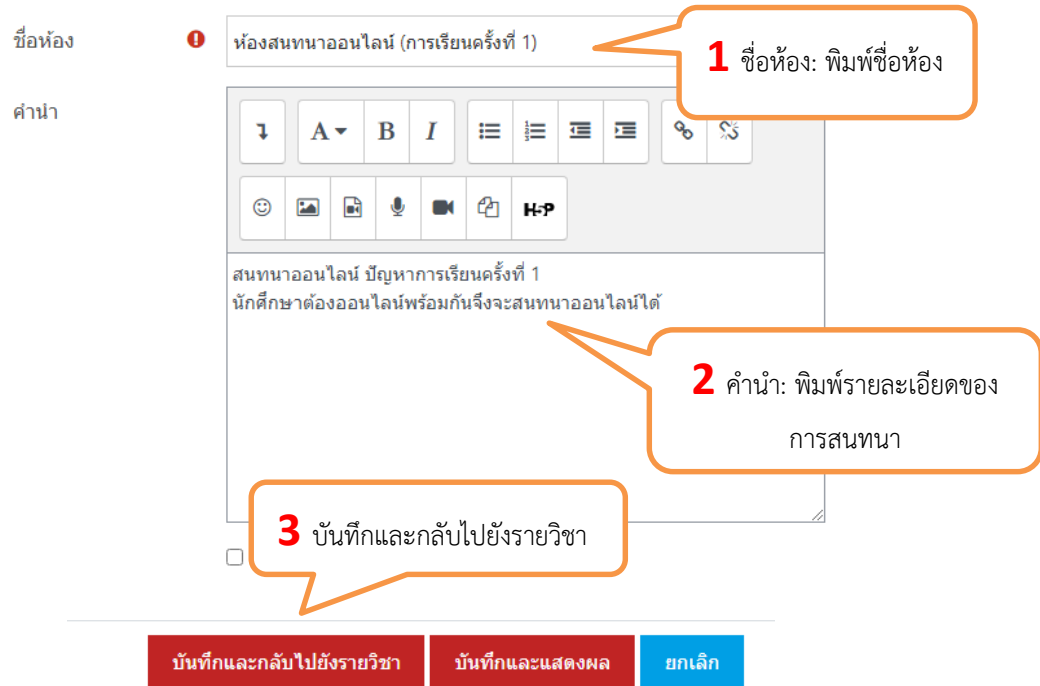 ชื่อห้อง
ห้องสนทนาออนไลน์ (การเรียนครั้งที่ 1)
1 ชื่อห้อง: พิมพ์ชื่อห้อง
คำนำ
A B I
H-P
สนทนาออนไลน์ ปัญหาการเรียนครั้งที่ 1
นักศึกษาต้องออนไลน์พร้อมกันจึงจะสนทนาออนไลน์ได้
2 คำนำ: พิมพ์รายละเอียดของ
การสนทนา
3 บันทึกและกลับไปยังรายวิชา
บันทึกและกลับไปยังรายวิชา บันทึกและแสดงผล ยกเลิก